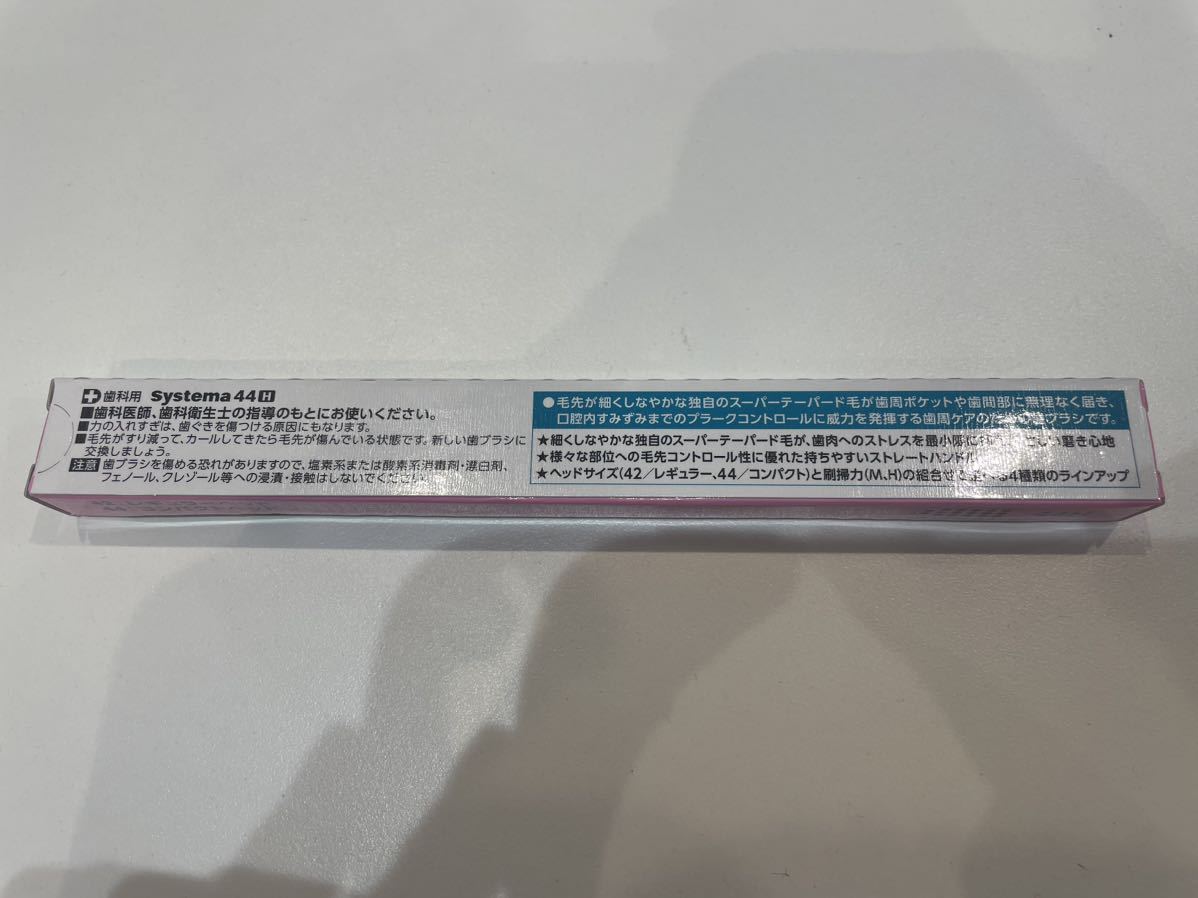 歯科用 Systema 44 H
■歯科医師、歯科衛生士の指導のもとにお使いください。
■力の入れすぎは、歯ぐきを傷つける原因にもなります。
■毛先がすり減って、カールしてきたら毛先が傷んでいる状態です。新しい歯ブラシに
交換しましょう。
注意 歯ブラシを傷める恐れがありますので、塩素系または酸素系消毒剤・漂白剤、
フェノール、クレゾール等への浸漬・接触はしないでください。
●毛先が細くしなやかな独自のスーパーテーパード毛が歯周ポケットや歯間部に無理なく届き、
口腔内すみずみまでのプラークコントロールに威力を発揮する歯周ケアのための歯ブラシです。
★細くしなやかな独自のスーパーテーパード毛が、歯肉へのストレスを最小限に しい磨き心地
★様々な部位への毛先コントロール性に優れた持ちやすいストレートハンドル
★ヘッドサイズ(42/レギュラー、44/コンパクト)と刷掃力(M、H)の組合せで 4種類のラインアップ